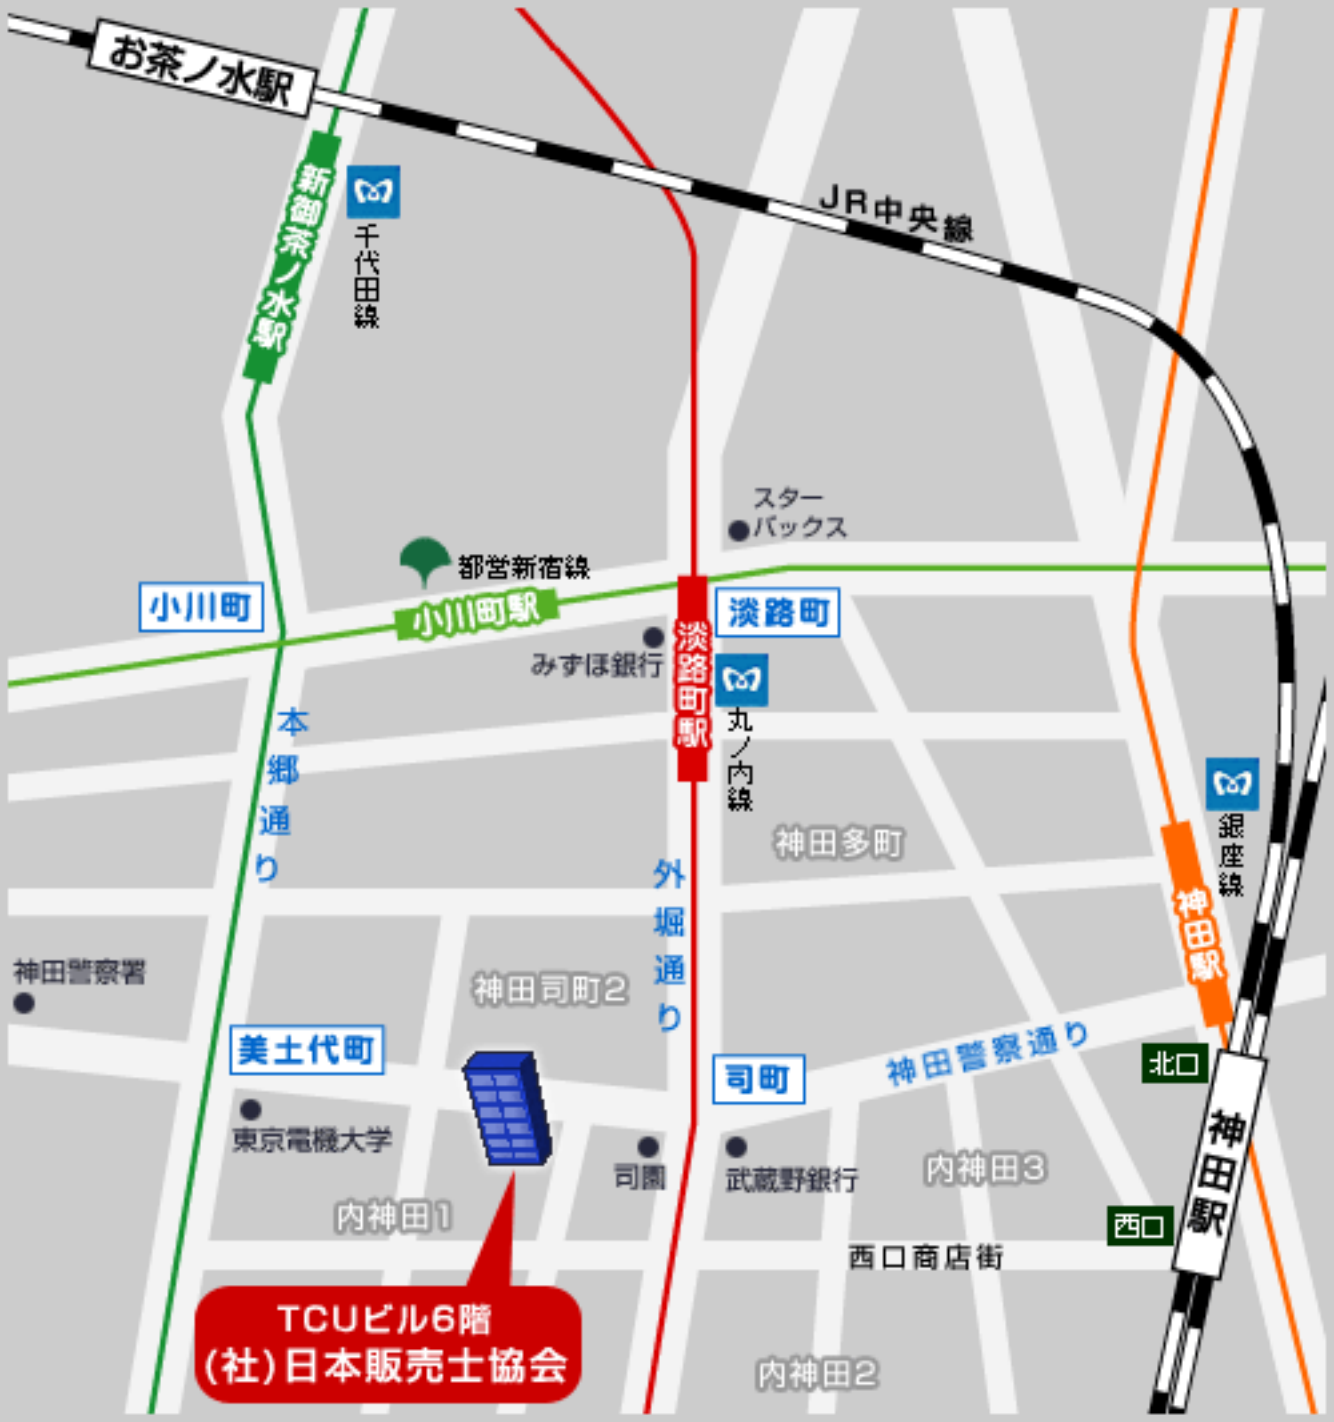 お茶ノ水駅
新御茶ノ水駅
千代田線
JR中央線
スター
バックス
都営新宿線
小川町
小川町駅
淡路町
みずほ銀行
淡路町駅
丸ノ内線
本郷通り
銀座線
神田多町
外堀通り
神田駅
神田警察署
神田司町2
美土代町
司町
神田警察通り
北口
東京電機大学
司園
武蔵野銀行
内神田3
神田駅
内神田1
西口
西口商店街
TCUビル6階
(社)日本販売士協会
内神田2